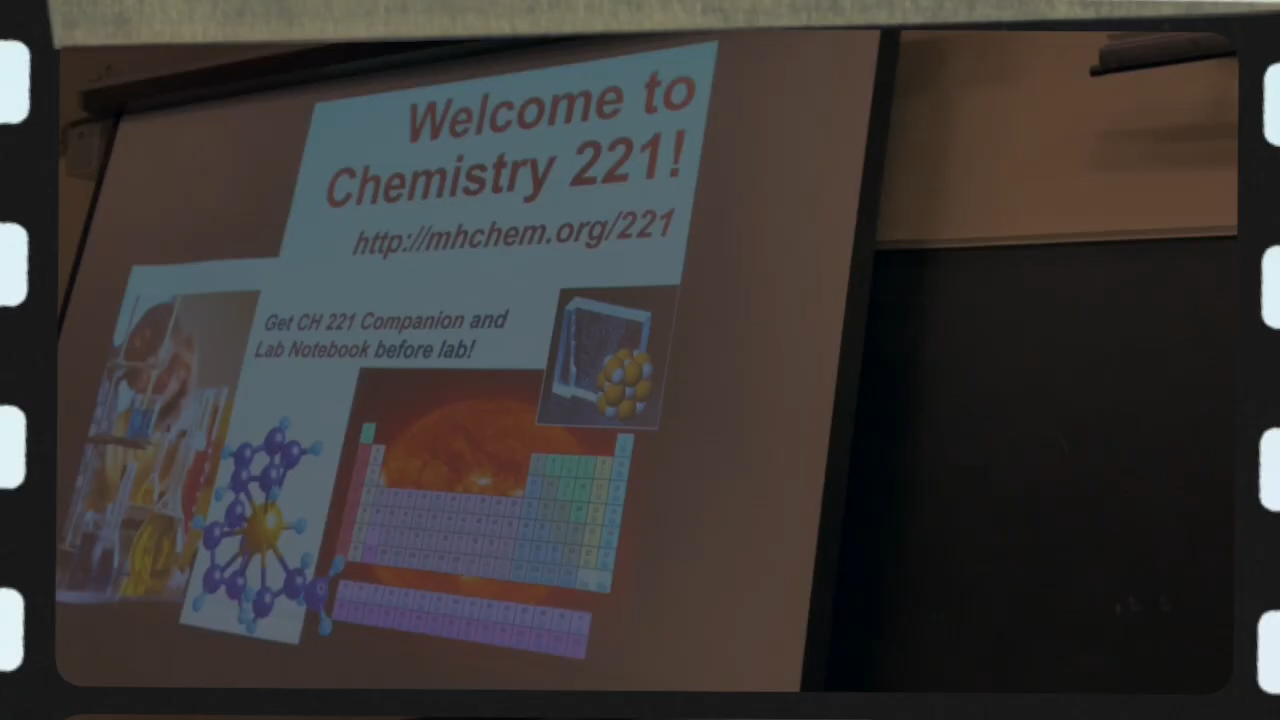 Welcome to
Chemistry 221!
http://mhchem.org/221
Get CH 221 Companion and
Lab Notebook before lab!